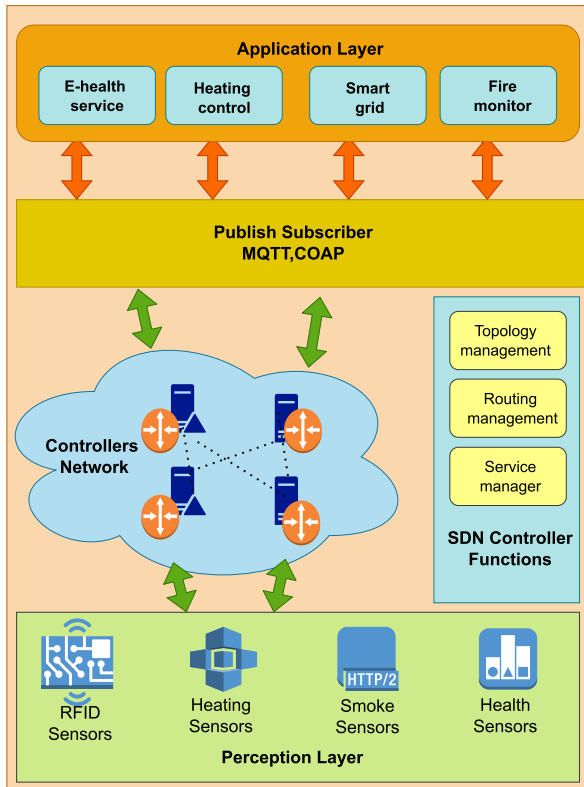 Application Layer
E-health
service
Heating
control
Smart
grid
Fire
monitor
Publish Subscriber
MQTT,COAP
Controllers
Network
Topology
management
Routing
management
Service
manager
SDN Controller
Functions
RFID
Sensors
Heating
Sensors
HTTP/2
Smoke
Sensors
Health
Sensors
Perception Layer